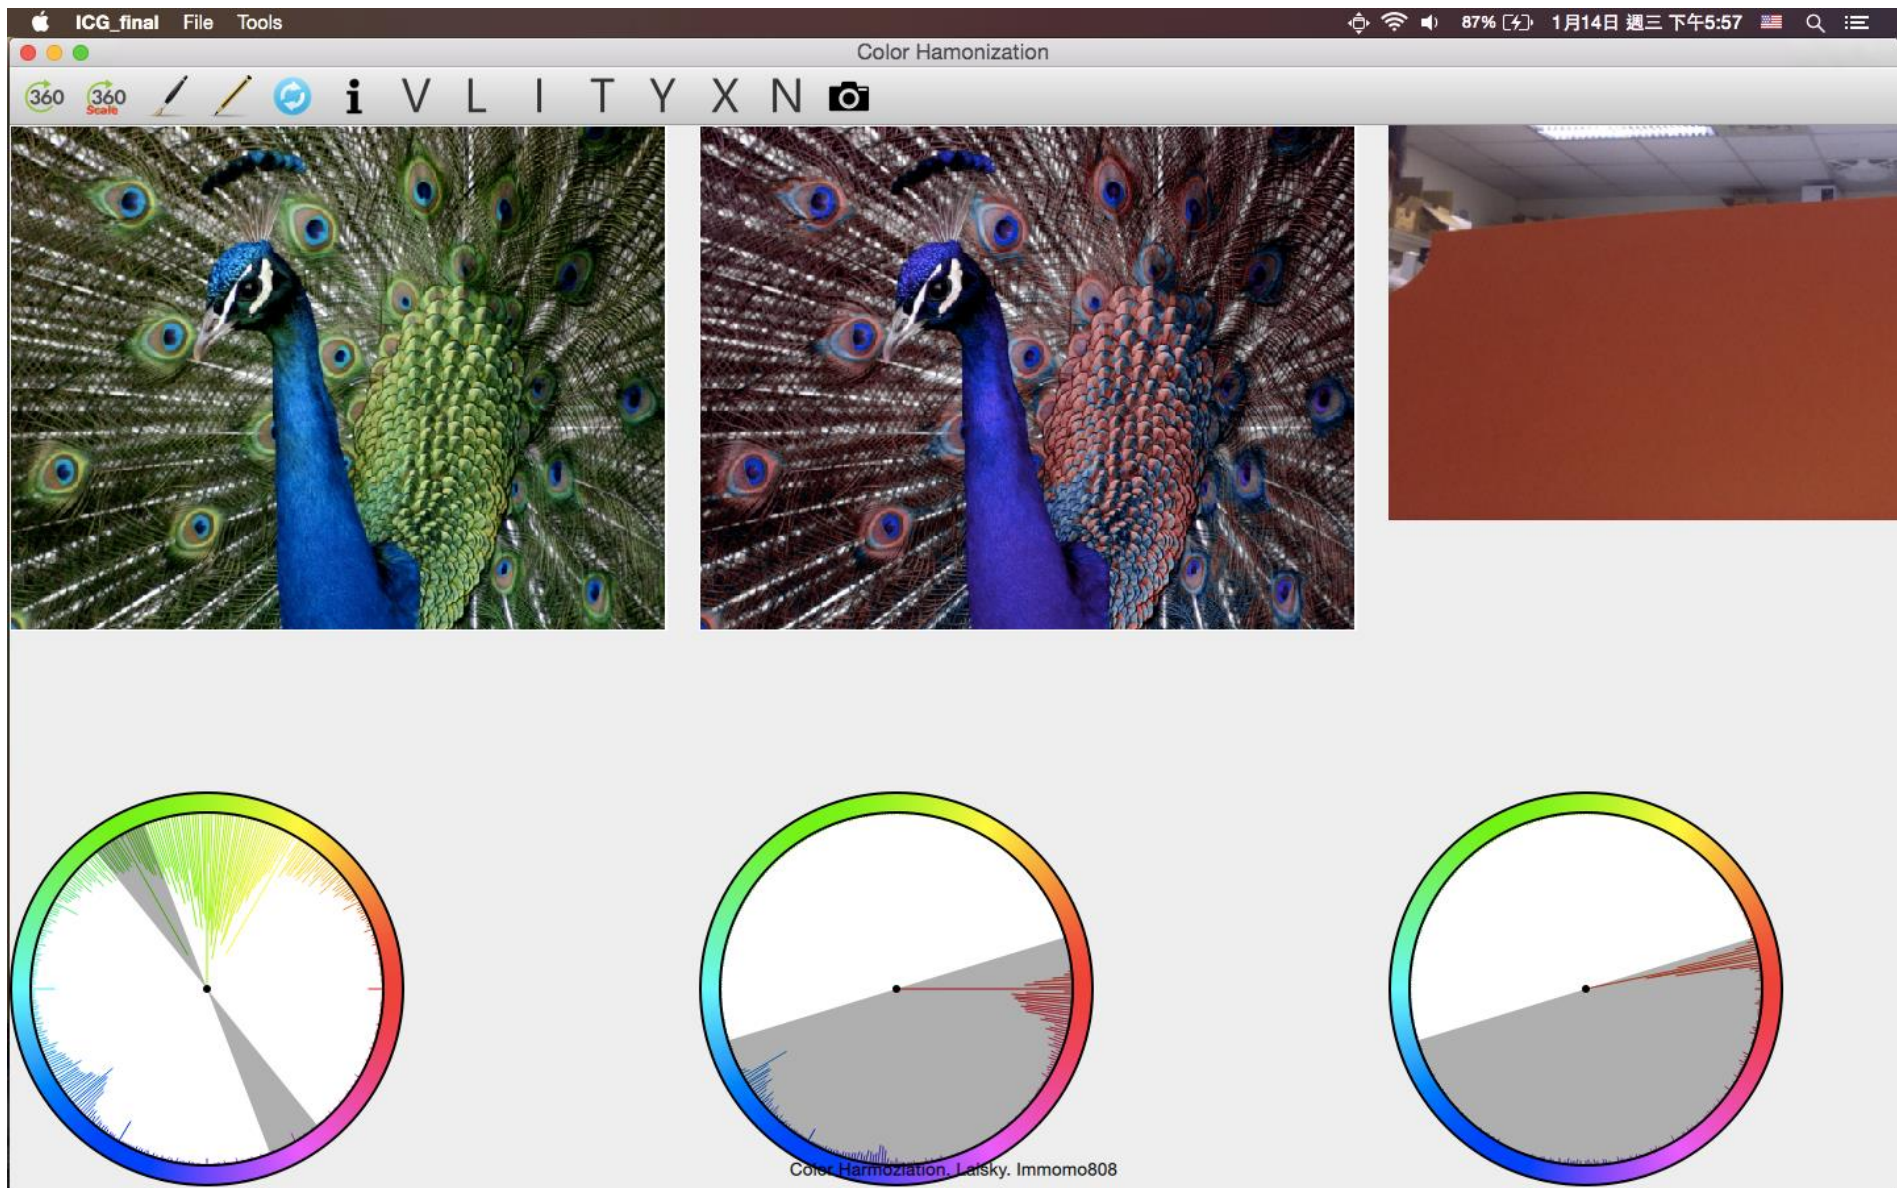 ICG_final File Tools 87% 1月14日 週三 下午5:57
Color Hamonization
360 360 Scale i V L I T Y X N
Color Harmoziation. Laisky. Immomo808